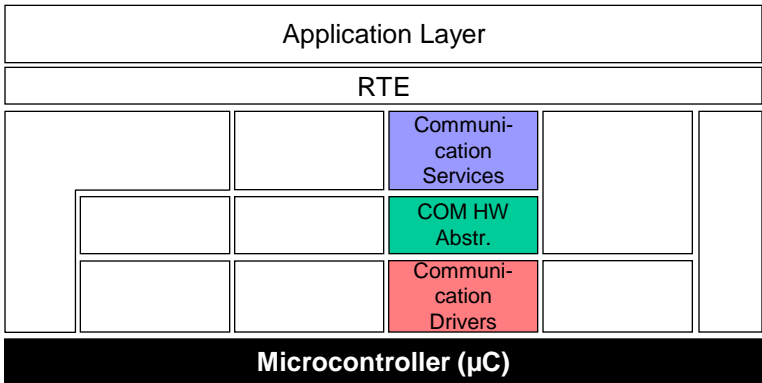 Application Layer
RTE
Communi-
cation
Services
COM HW
Abstr.
Communi-
cation
Drivers
Microcontroller (µC)